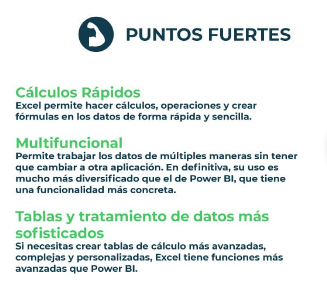 PUNTOS FUERTES
Cálculos Rápidos
Excel permite hacer cálculos, operaciones y crear
fórmulas en los datos de forma rápida y sencilla.
Multifuncional
Permite trabajar los datos de múltiples maneras sin tener
que cambiar a otra aplicación. En definitiva, su uso es
mucho más diversificado que el de Power BI, que tiene
una funcionalidad más concreta.
Tablas y tratamiento de datos más
sofisticados
Si necesitas crear tablas de cálculo más avanzadas,
complejas y personalizadas, Excel tiene funciones más
avanzadas que Power BI.